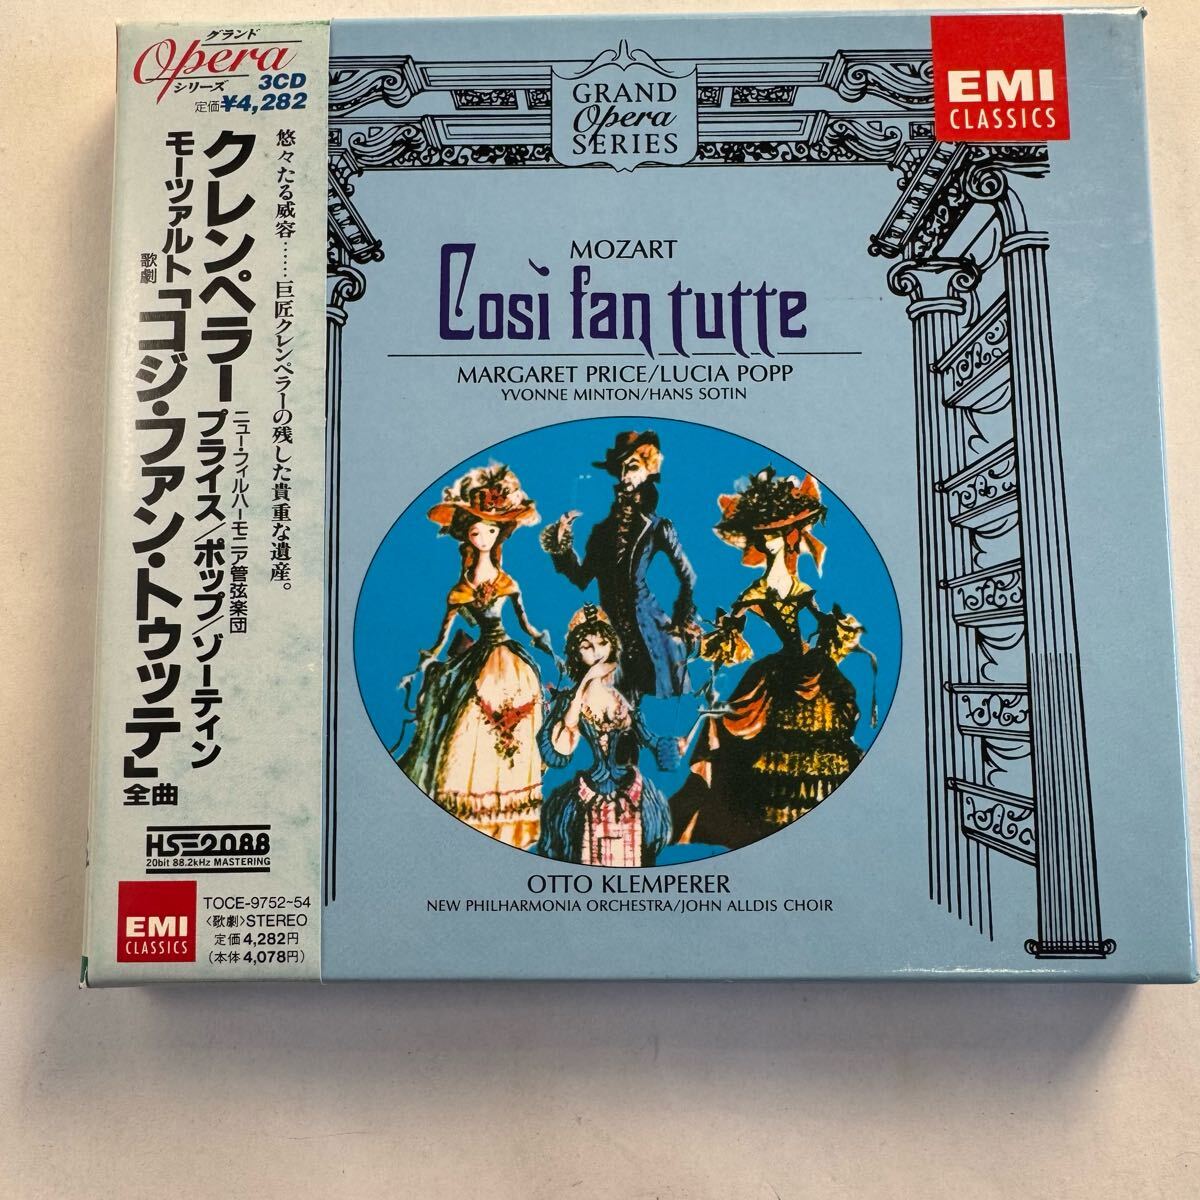 グランド
Opera
シリーズ
3CD
定価¥4,282
悠々たる威容……巨匠クレンペラーの残した貴重な遺産。
クレンペラー
ニュー・フィルハーモニア管弦楽団
プライス/ポップ/ゾーティン
モーツァルト
歌劇
「コジ・ファン・トゥッテ」全曲
HS2088
20bit 88.2kHz MASTERING
EMI
CLASSICS
TOCE-9752~54
〈歌劇〉STEREO
定価4,282円
(本体4,078円)
GRAND
Opera
SERIES
EMI
CLASSICS
MOZART
Così fan tutte
MARGARET PRICE/LUCIA POPP
YVONNE MINTON/HANS SOTIN
OTTO KLEMPERER
NEW PHILHARMONIA ORCHESTRA/JOHN ALLDIS CHOIR